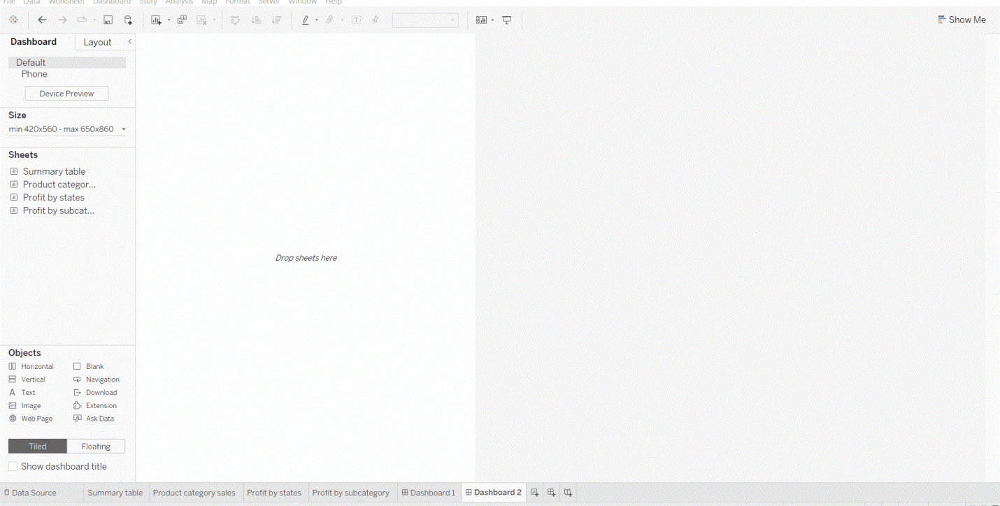 File Data Worksheet Dashboard Story Analysis Map Format Server Window Help
Show Me
Dashboard Layout
Default
Phone
Device Preview
Size
min 420x560 - max 650x860
Sheets
Summary table
Product categor...
Profit by states
Profit by subcat...
Drop sheets here
Objects
Horizontal Blank
Vertical Navigation
Text Download
Image Extension
Web Page Ask Data
Tiled Floating
Show dashboard title
Data Source Summary table Product category sales Profit by states Profit by subcategory Dashboard 1 Dashboard 2